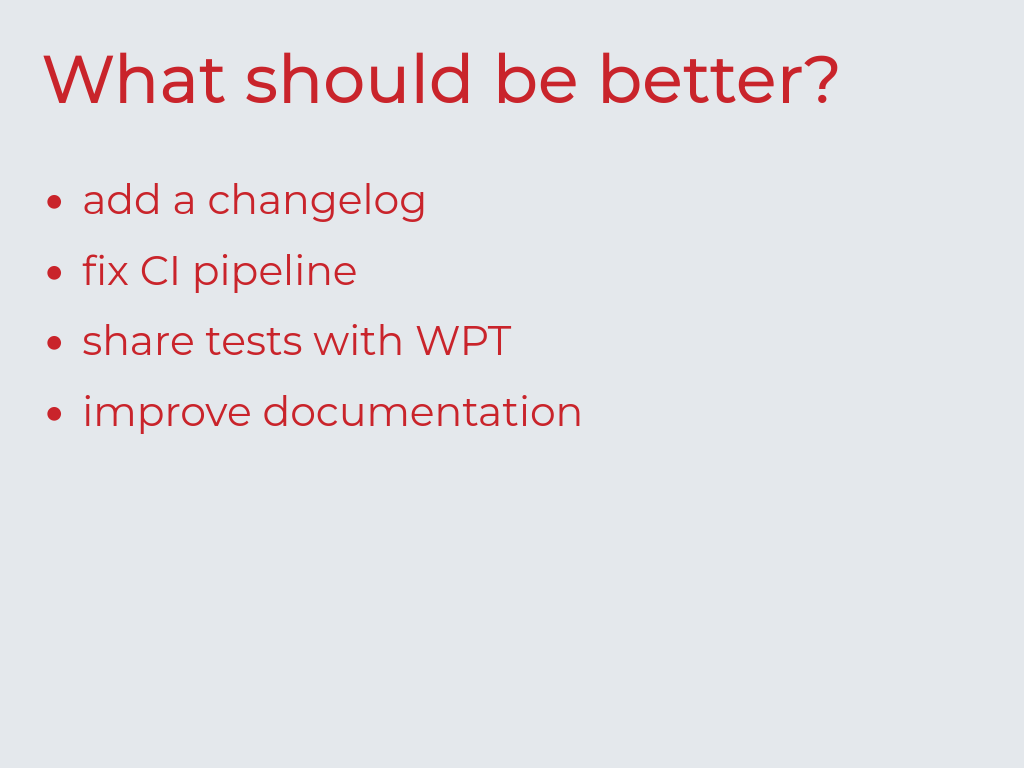 What should be better?
• add a changelog
• fix CI pipeline
• share tests with WPT
• improve documentation